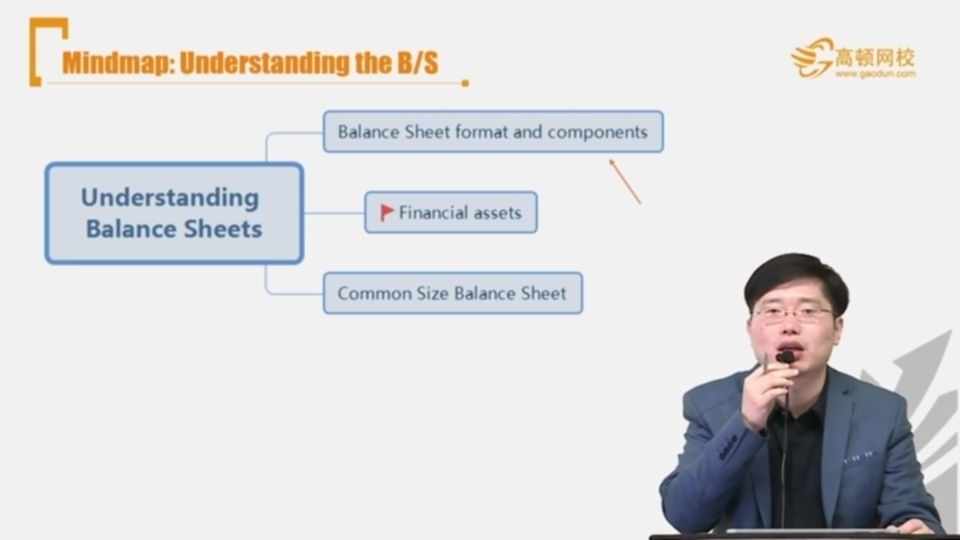 Mindmap: Understanding the B/S
高顿网校
www.gaodun.com
Balance Sheet format and components
Understanding
Balance Sheets
Financial assets
Common Size Balance Sheet